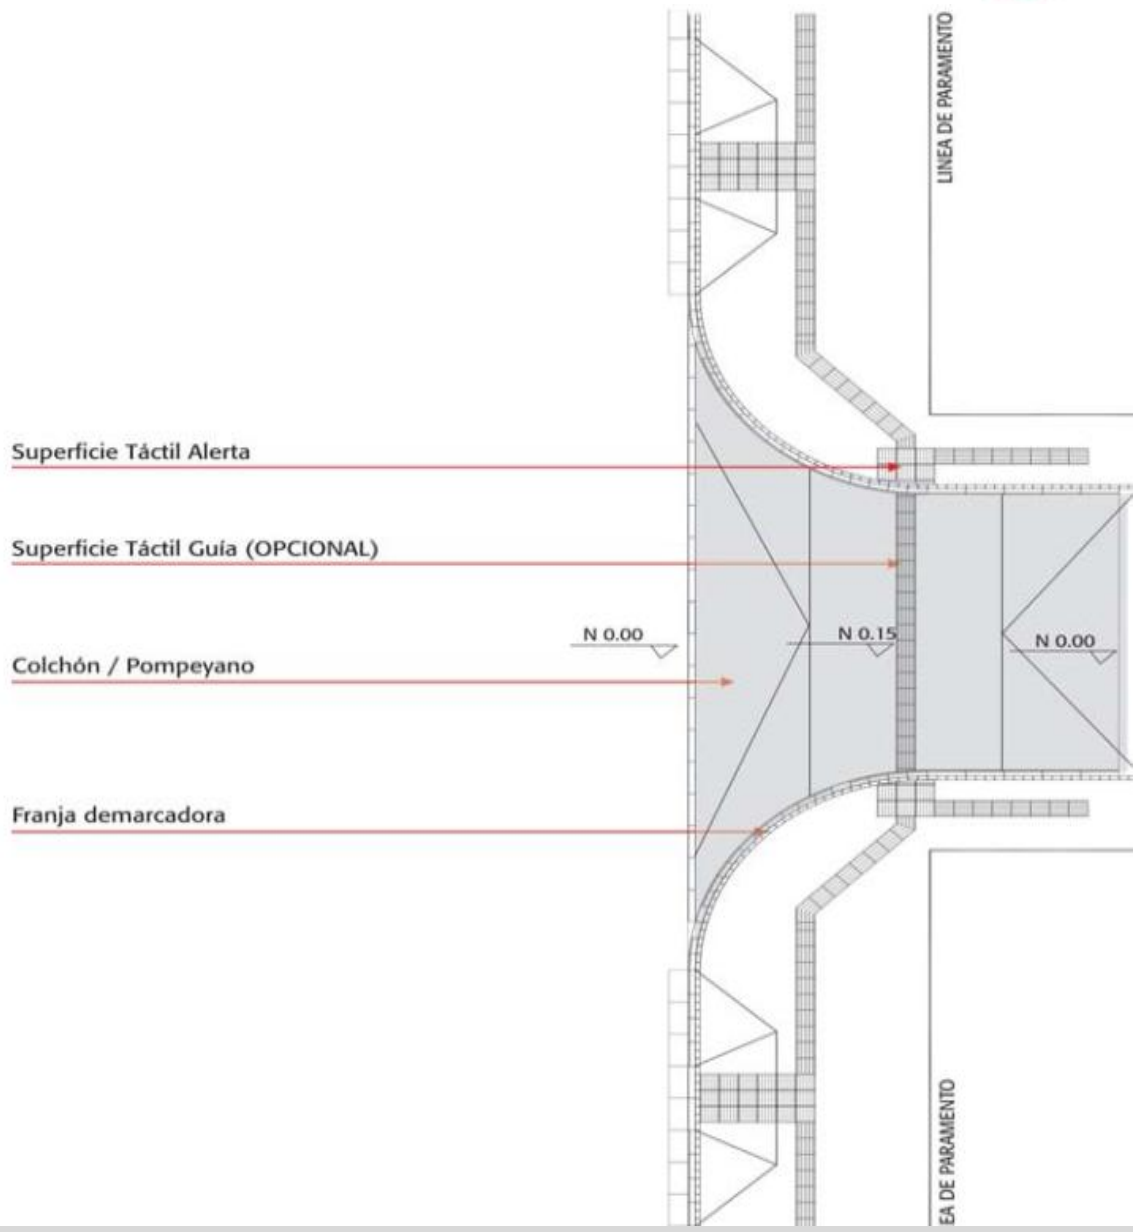 LINEA DE PARAMENTO
Superficie Táctil Alerta
Superficie Táctil Guía (OPCIONAL)
N 0.00
N 0.15
N 0.00
Colchón / Pompeyano
Franja demarcadora
EA DE PARAMENTO